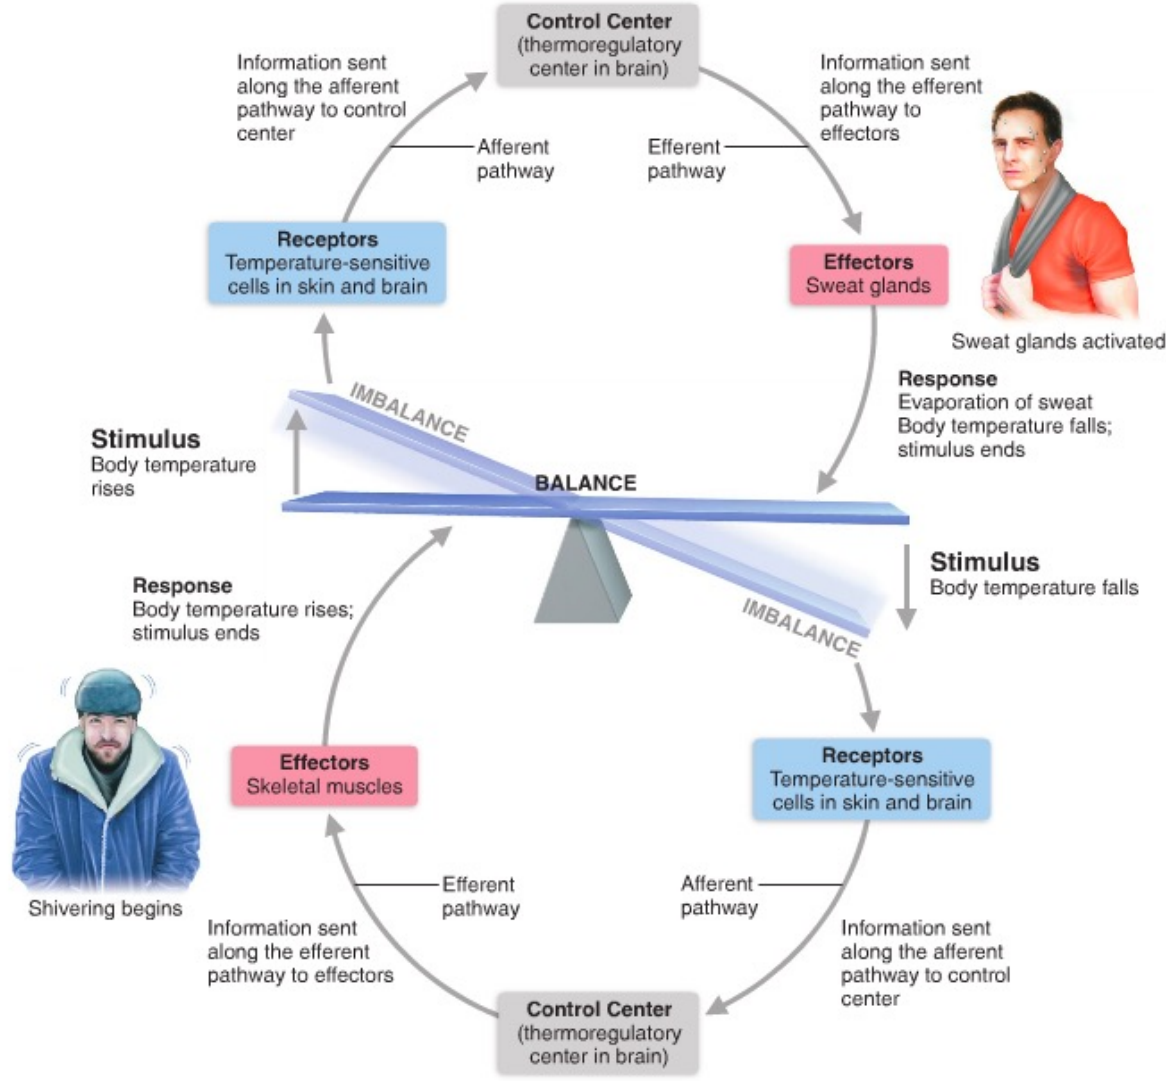 Control Center
(thermoregulatory
center in brain)
Information sent
along the afferent
pathway to control
center
Information sent
along the efferent
pathway to
effectors
Afferent
pathway
Efferent
pathway
Receptors
Temperature-sensitive
cells in skin and brain
Effectors
Sweat glands
Sweat glands activated
Response
Evaporation of sweat
Body temperature falls;
stimulus ends
IMBALANCE
Stimulus
Body temperature
rises
BALANCE
Stimulus
Body temperature falls
Response
Body temperature rises;
stimulus ends
IMBALANCE
Effectors
Skeletal muscles
Receptors
Temperature-sensitive
cells in skin and brain
Shivering begins
Efferent
pathway
Afferent
pathway
Information sent
along the efferent
pathway to effectors
Information sent
along the afferent
pathway to control
center
Control Center
(thermoregulatory
center in brain)